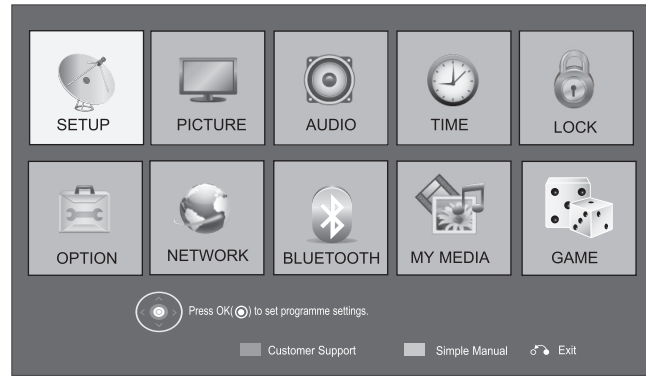 SETUP PICTURE AUDIO TIME LOCK
OPTION NETWORK BLUETOOTH MY MEDIA GAME
Press OK(◉) to set programme settings.
Customer Support Simple Manual Exit